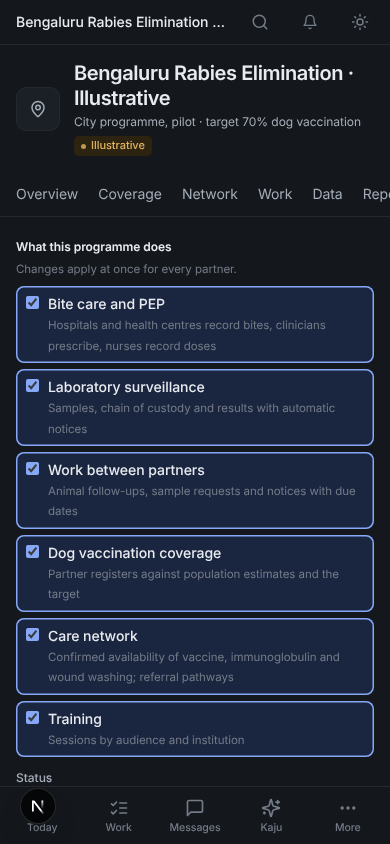 Bengaluru Rabies Elimination ...
Bengaluru Rabies Elimination ·
Illustrative
City programme, pilot · target 70% dog vaccination
Illustrative
Overview Coverage Network Work Data Repo
What this programme does
Changes apply at once for every partner.
Bite care and PEP
Hospitals and health centres record bites, clinicians
prescribe, nurses record doses
Laboratory surveillance
Samples, chain of custody and results with automatic
notices
Work between partners
Animal follow-ups, sample requests and notices with due
dates
Dog vaccination coverage
Partner registers against population estimates and the
target
Care network
Confirmed availability of vaccine, immunoglobulin and
wound washing; referral pathways
Training
Sessions by audience and institution
Status
N
Today Work Messages Kaju More